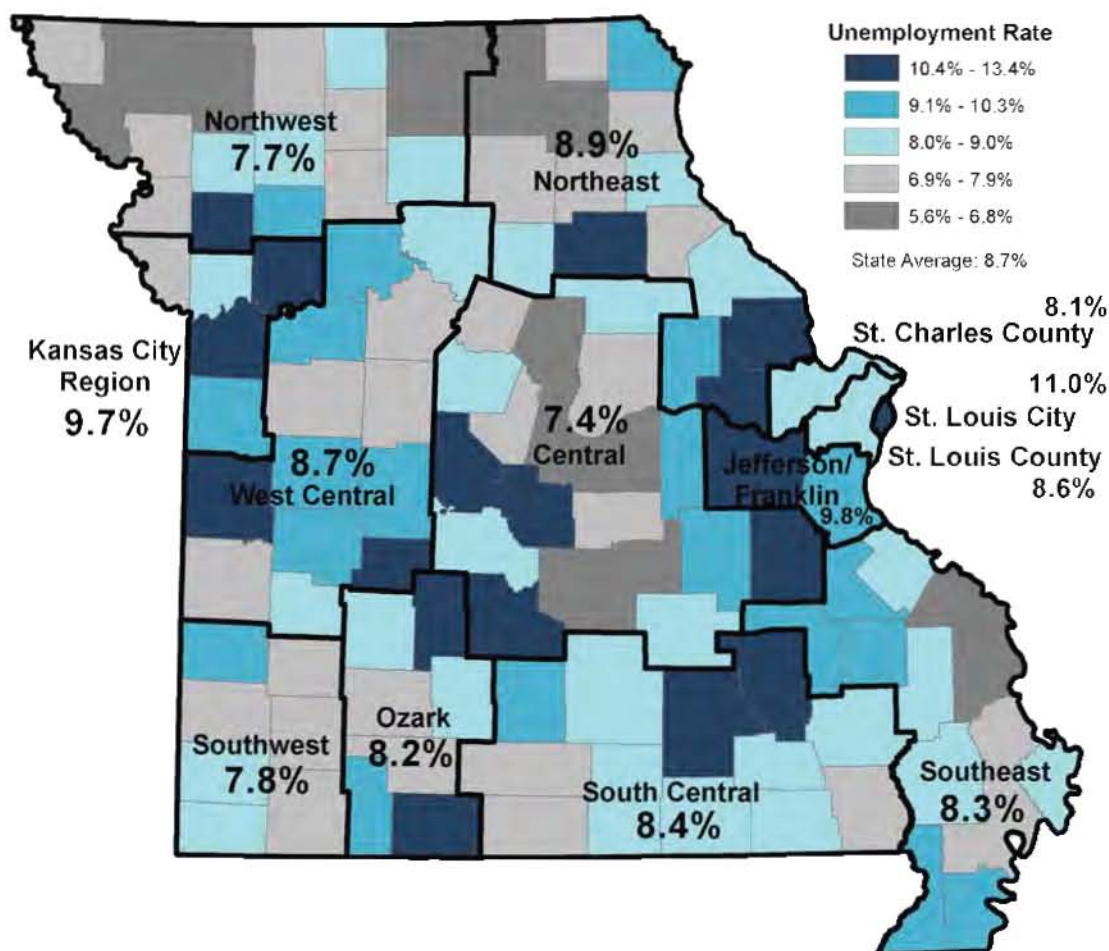 Unemployment Rate
10.4% - 13.4%
9.1% - 10.3%
8.0% - 9.0%
6.9% - 7.9%
5.6% - 6.8%
State Average: 8.7%
Northwest
7.7%
8.9%
Northeast
8.1%
St. Charles County
Kansas City
Region
9.7%
11.0%
St. Louis City
7.4%
Central
St. Louis County
8.6%
8.7%
West Central
Jefferson/
Franklin
9.8%
Ozark
8.2%
Southwest
7.8%
South Central
8.4%
Southeast
8.3%